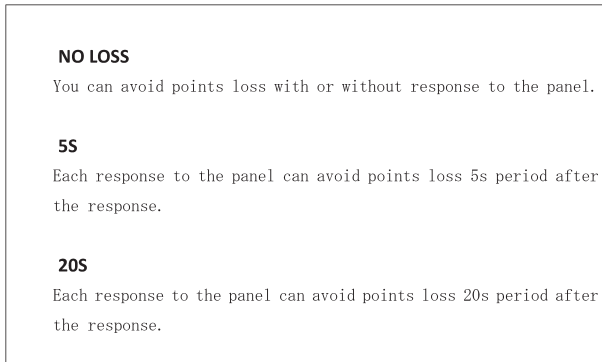 NO LOSS
You can avoid points loss with or without response to the panel.
5S
Each response to the panel can avoid points loss 5s period after
the response.
20S
Each response to the panel can avoid points loss 20s period after
the response.